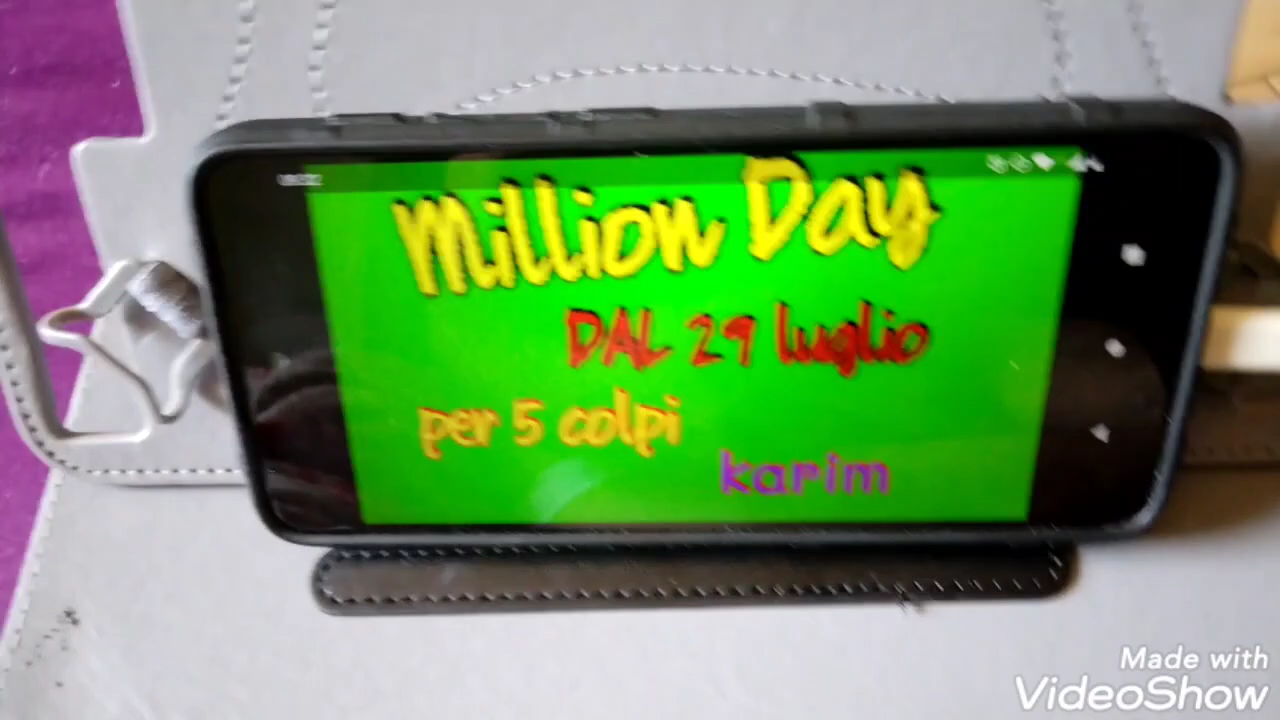 Million Day
DAL 29 luglio
per 5 colpi
karim
Made with
VideoShow